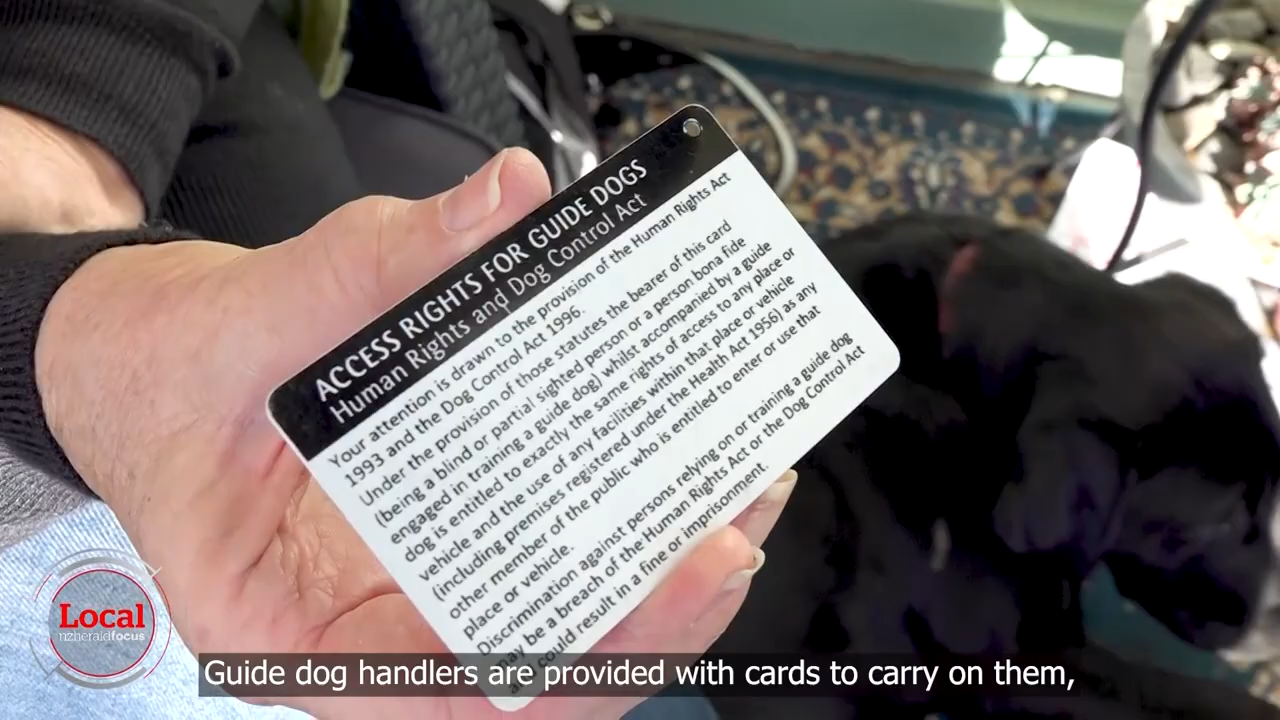 ACCESS RIGHTS FOR GUIDE DOGS
Human Rights and Dog Control Act
Your attention is drawn to the provision of the Human Rights Act
1993 and the Dog Control Act 1996.
Under the provision of those statutes the bearer of this card
(being a blind or partial sighted person or a person bona fide
engaged in training a guide dog) whilst accompanied by a guide
dog is entitled to exactly the same rights of access to any place or
vehicle and the use of any facilities within that place or vehicle
(including premises registered under the Health Act 1956) as any
other member of the public who is entitled to enter or use that
place or vehicle.
Discrimination against persons relying on or training a guide dog
may be a breach of the Human Rights Act or the Dog Control Act
and could result in a fine or imprisonment.
Local
nzheraldfocus
Guide dog handlers are provided with cards to carry on them,